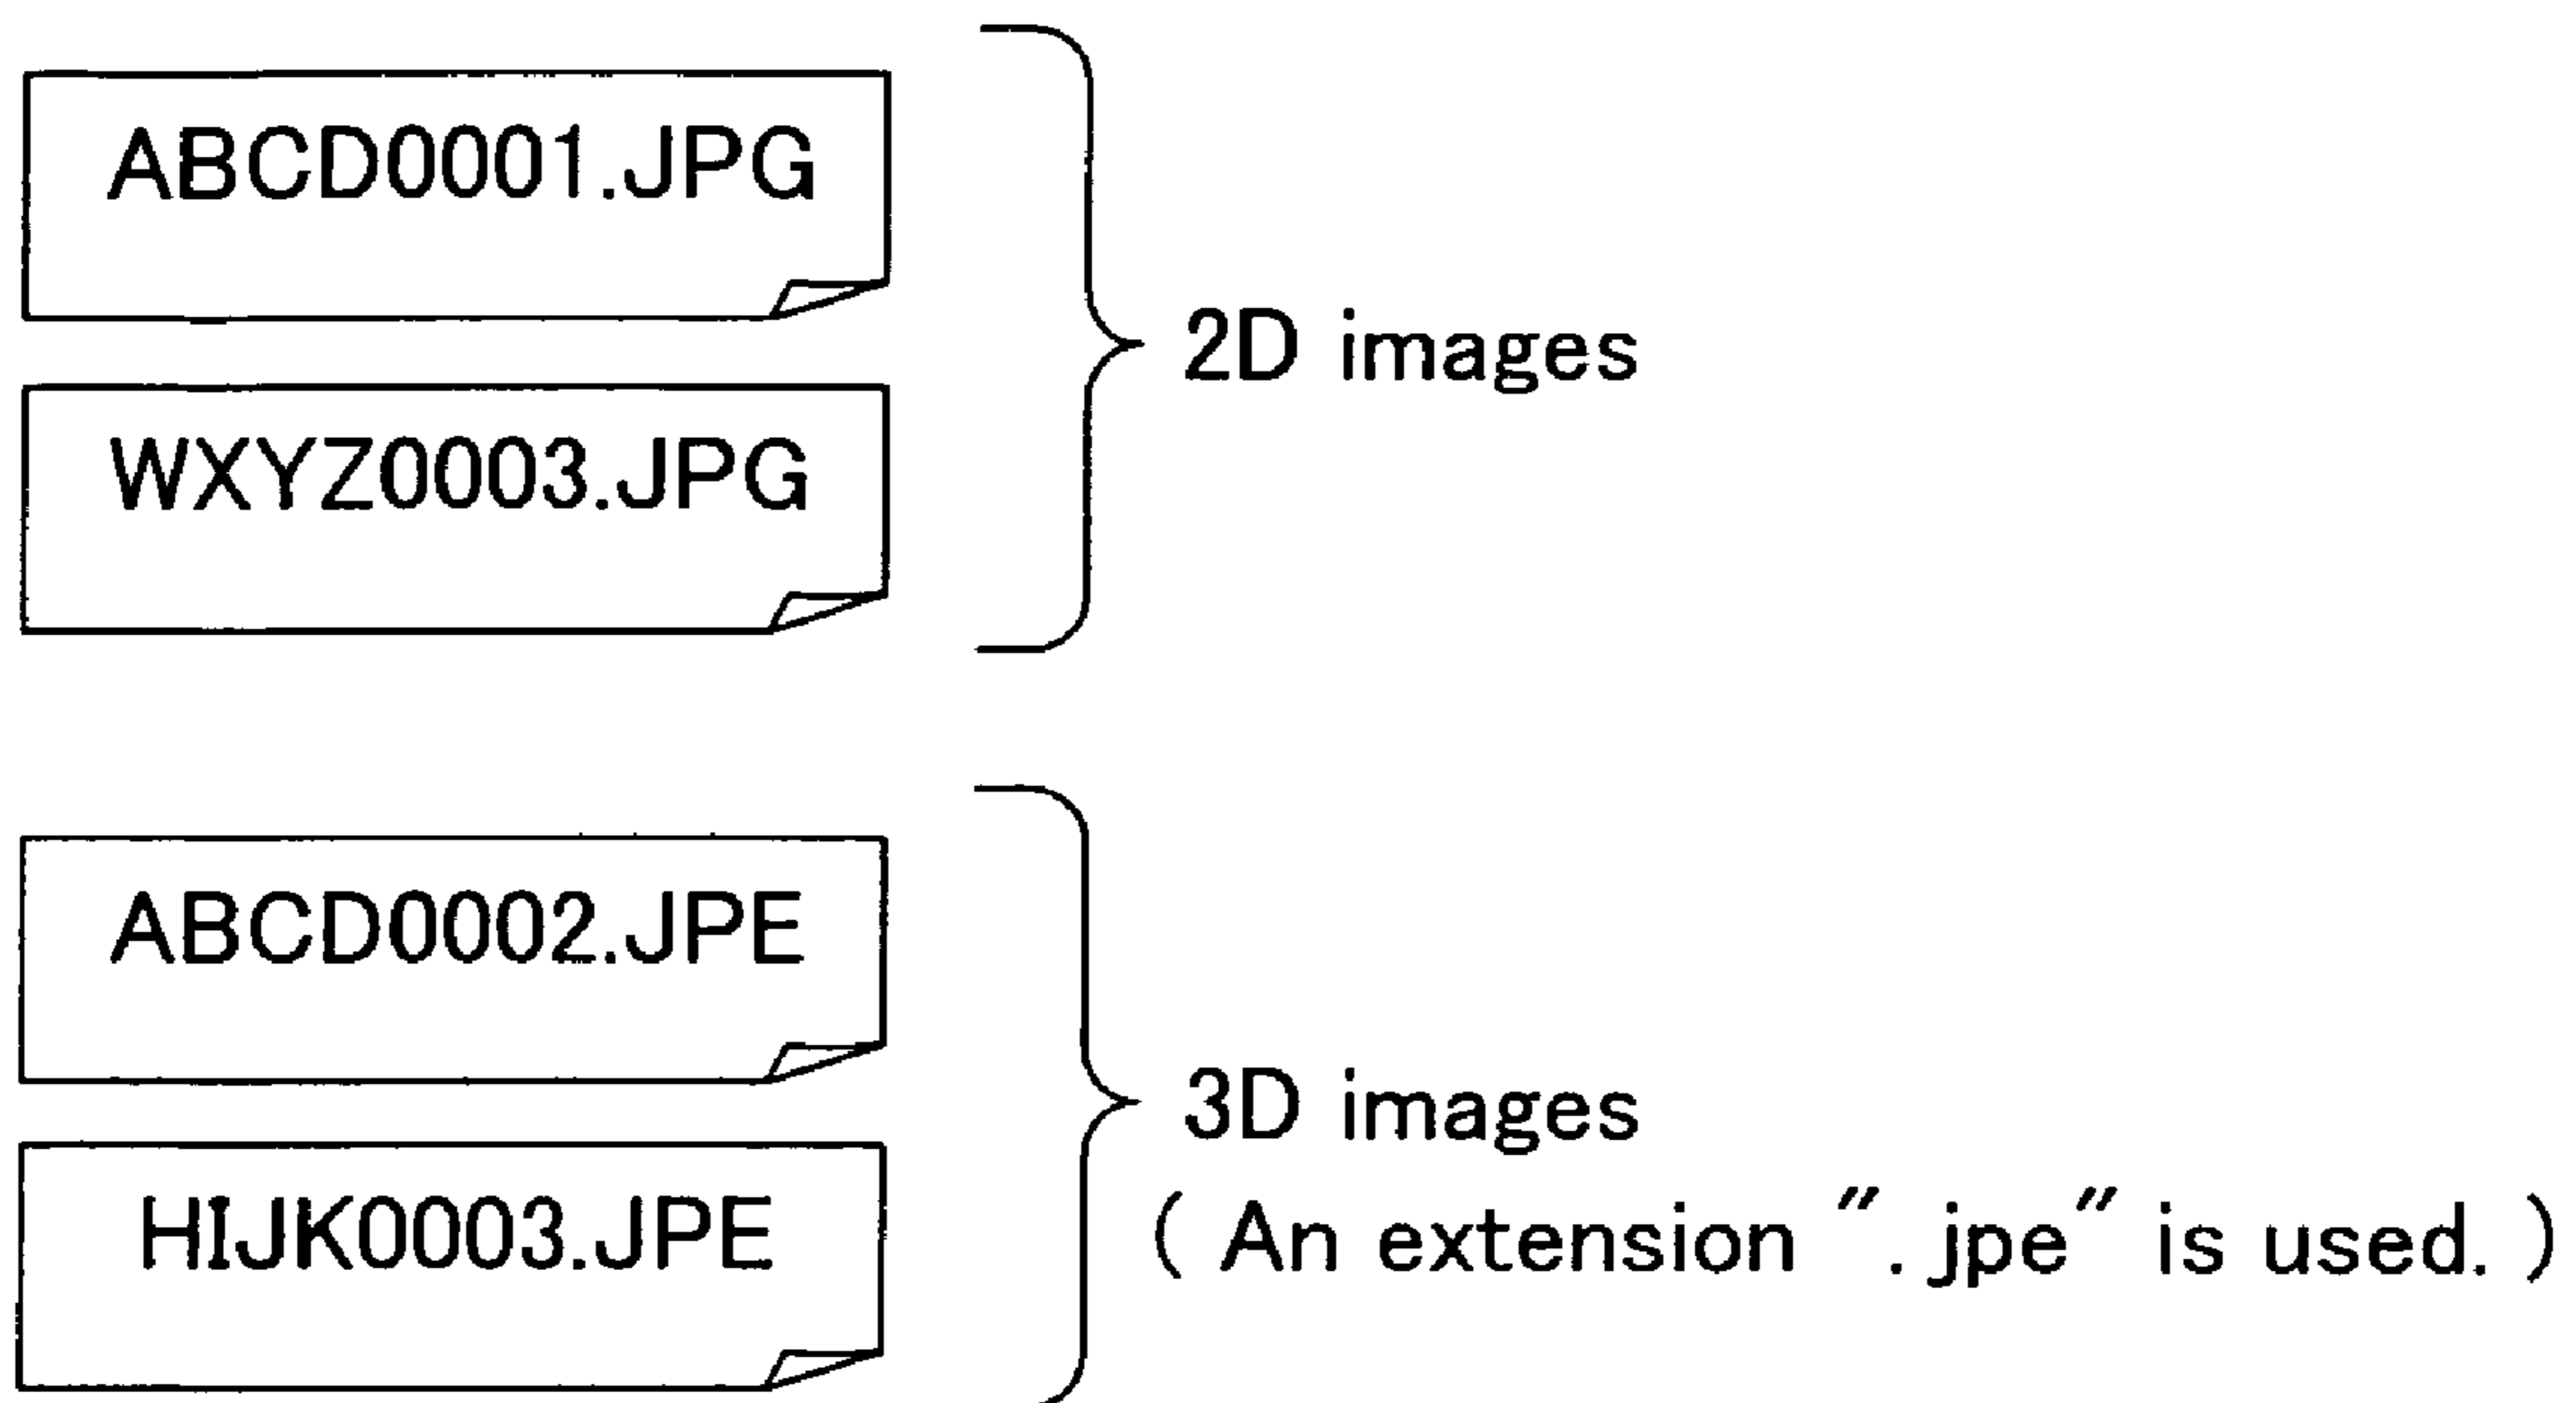 ABCD0001.JPG
WXYZ0003.JPG
2D images
ABCD0002.JPE
HIJK0003.JPE
3D images
( An extension ″.jpe″ is used. )